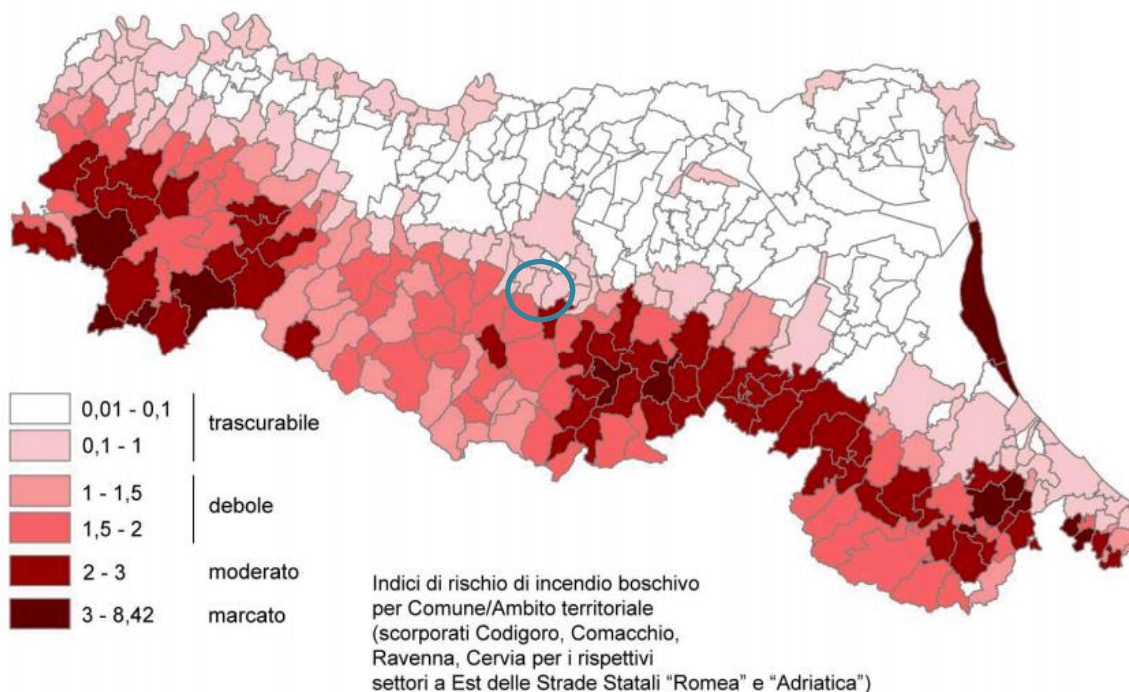 0,01 - 0,1
trascurabile
0,1 - 1
1 - 1,5
debole
1,5 - 2
2 - 3 moderato
3 - 8,42 marcato
Indici di rischio di incendio boschivo
per Comune/Ambito territoriale
(scorporati Codigoro, Comacchio,
Ravenna, Cervia per i rispettivi
settori a Est delle Strade Statali “Romea” e “Adriatica”)